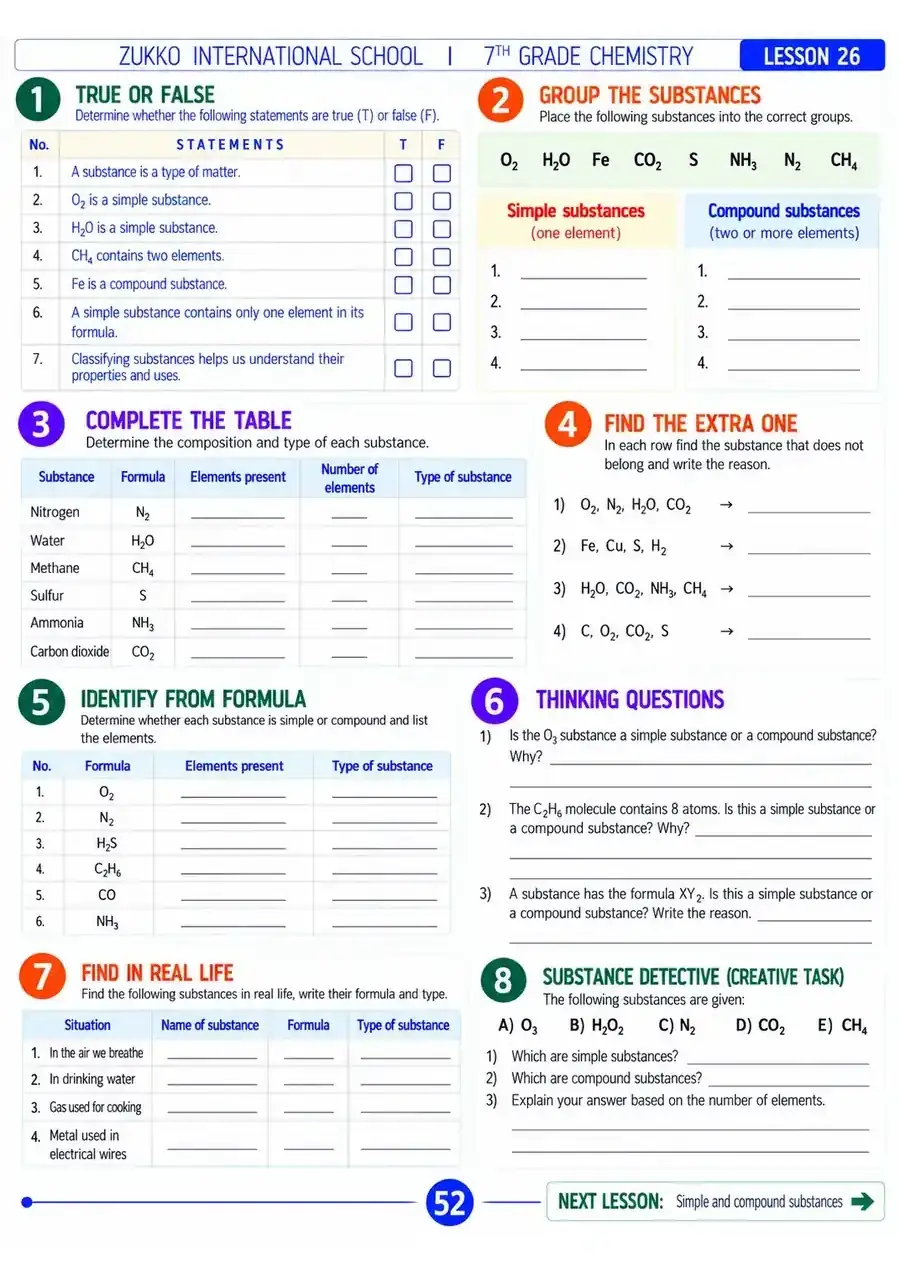 ZUKKO INTERNATIONAL SCHOOL | 7TH GRADE CHEMISTRY LESSON 26
1 TRUE OR FALSE
Determine whether the following statements are true (T) or false (F).
No. STATEMENTS T F
1. A substance is a type of matter.
2. O₂ is a simple substance.
3. H₂O is a simple substance.
4. CH₄ contains two elements.
5. Fe is a compound substance.
6. A simple substance contains only one element in its
formula.
7. Classifying substances helps us understand their
properties and uses.
2 GROUP THE SUBSTANCES
Place the following substances into the correct groups.
O₂ H₂O Fe CO₂ S NH₃ N₂ CH₄
Simple substances
(one element)
1.
2.
3.
4.
Compound substances
(two or more elements)
1.
2.
3.
4.
3 COMPLETE THE TABLE
Determine the composition and type of each substance.
Substance Formula Elements present Number of elements Type of substance
Nitrogen N₂
Water H₂O
Methane CH₄
Sulfur S
Ammonia NH₃
Carbon dioxide CO₂
4 FIND THE EXTRA ONE
In each row find the substance that does not
belong and write the reason.
1) O₂, N₂, H₂O, CO₂ →
2) Fe, Cu, S, H₂ →
3) H₂O, CO₂, NH₃, CH₄ →
4) C, O₂, CO₂, S →
5 IDENTIFY FROM FORMULA
Determine whether each substance is simple or compound and list
the elements.
No. Formula Elements present Type of substance
1. O₂
2. N₂
3. H₂S
4. C₂H₆
5. CO
6. NH₃
6 THINKING QUESTIONS
1) Is the O₃ substance a simple substance or a compound substance?
Why?
2) The C₂H₆ molecule contains 8 atoms. Is this a simple substance or
a compound substance? Why?
3) A substance has the formula XY₂. Is this a simple substance or
a compound substance? Write the reason.
7 FIND IN REAL LIFE
Find the following substances in real life, write their formula and type.
Situation Name of substance Formula Type of substance
1. In the air we breathe
2. In drinking water
3. Gas used for cooking
4. Metal used in
electrical wires
8 SUBSTANCE DETECTIVE (CREATIVE TASK)
The following substances are given:
A) O₃ B) H₂O₂ C) N₂ D) CO₂ E) CH₄
1) Which are simple substances?
2) Which are compound substances?
3) Explain your answer based on the number of elements.
52
NEXT LESSON: Simple and compound substances →